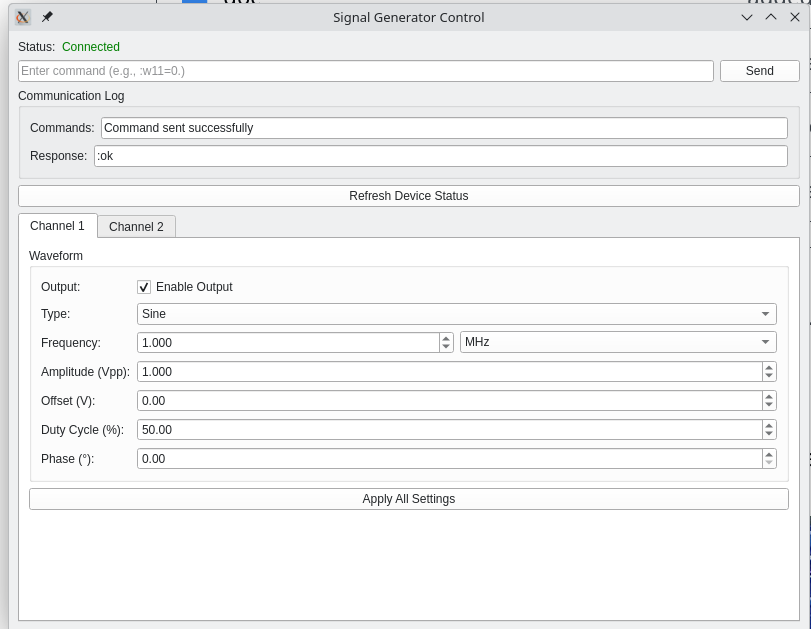 Signal Generator Control
Status: Connected
Enter command (e.g., :w11=0.) Send
Communication Log
Commands: Command sent successfully
Response: :ok
Refresh Device Status
Channel 1 Channel 2
Waveform
Output: Enable Output
Type: Sine
Frequency: 1.000 MHz
Amplitude (Vpp): 1.000
Offset (V): 0.00
Duty Cycle (%): 50.00
Phase (°): 0.00
Apply All Settings